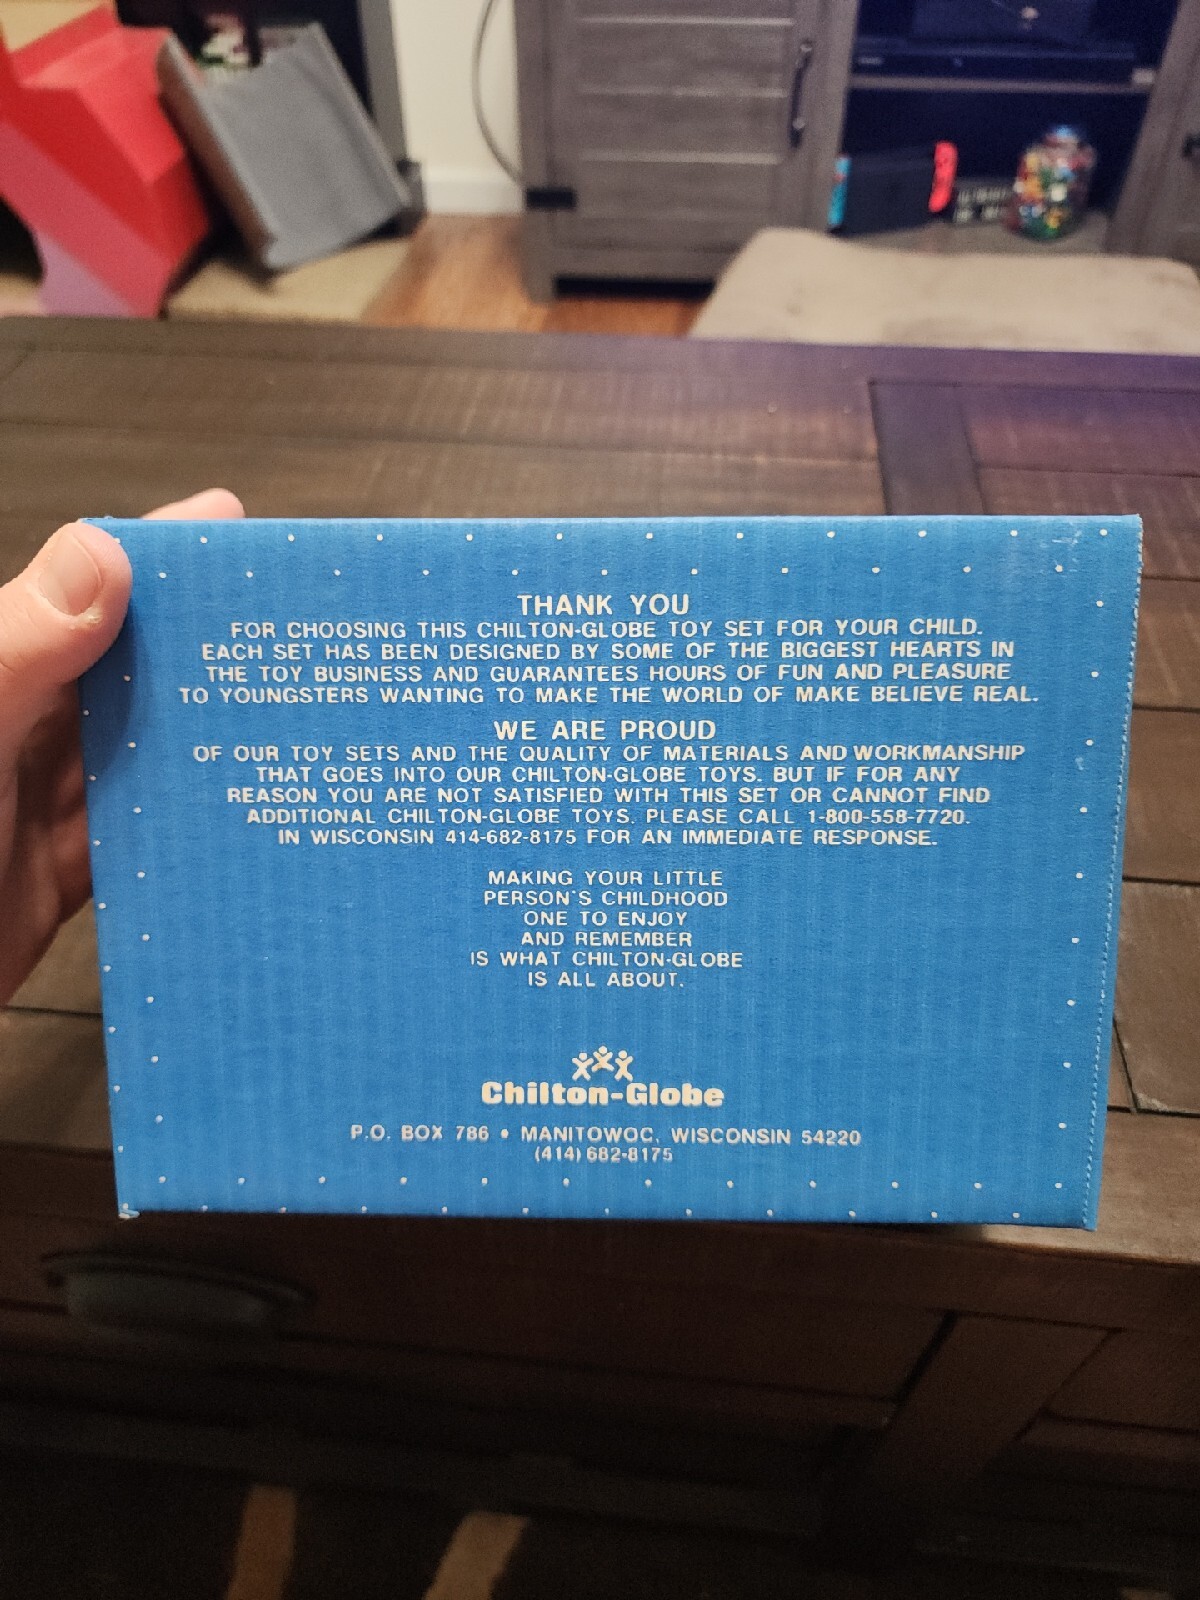 THANK YOU
FOR CHOOSING THIS CHILTON-GLOBE TOY SET FOR YOUR CHILD.
EACH SET HAS BEEN DESIGNED BY SOME OF THE BIGGEST HEARTS IN
THE TOY BUSINESS AND GUARANTEES HOURS OF FUN AND PLEASURE
TO YOUNGSTERS WANTING TO MAKE THE WORLD OF MAKE BELIEVE REAL.
WE ARE PROUD
OF OUR TOY SETS AND THE QUALITY OF MATERIALS AND WORKMANSHIP
THAT GOES INTO OUR CHILTON-GLOBE TOYS. BUT IF FOR ANY
REASON YOU ARE NOT SATISFIED WITH THIS SET OR CANNOT FIND
ADDITIONAL CHILTON-GLOBE TOYS. PLEASE CALL 1-800-558-7720.
IN WISCONSIN 414-682-8175 FOR AN IMMEDIATE RESPONSE.
MAKING YOUR LITTLE
PERSON'S CHILDHOOD
ONE TO ENJOY
AND REMEMBER
IS WHAT CHILTON-GLOBE
IS ALL ABOUT.
Chilton-Globe
P.O. BOX 786 • MANITOWOC, WISCONSIN 54220
(414) 682-8175